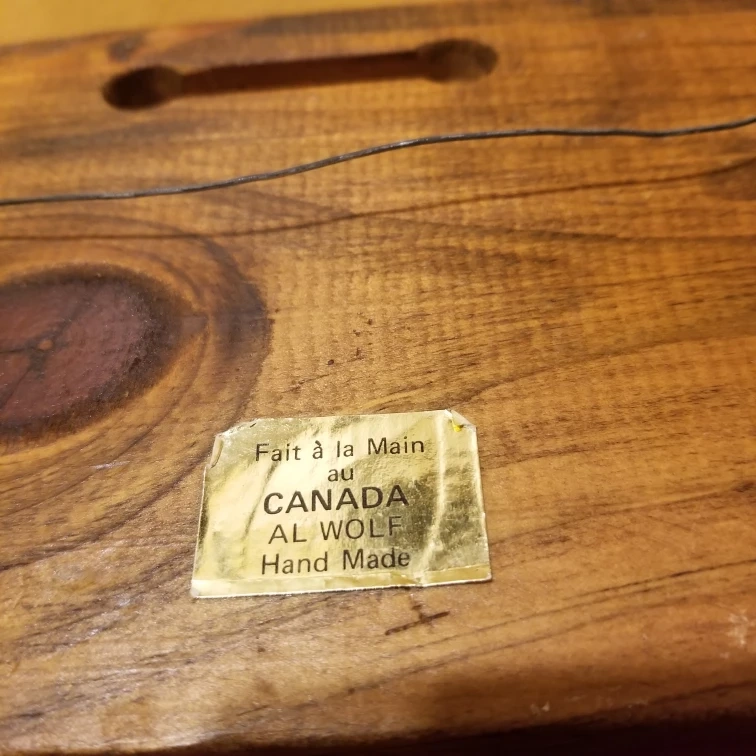 Fait à la Main
au
CANADA
AL WOLF
Hand Made